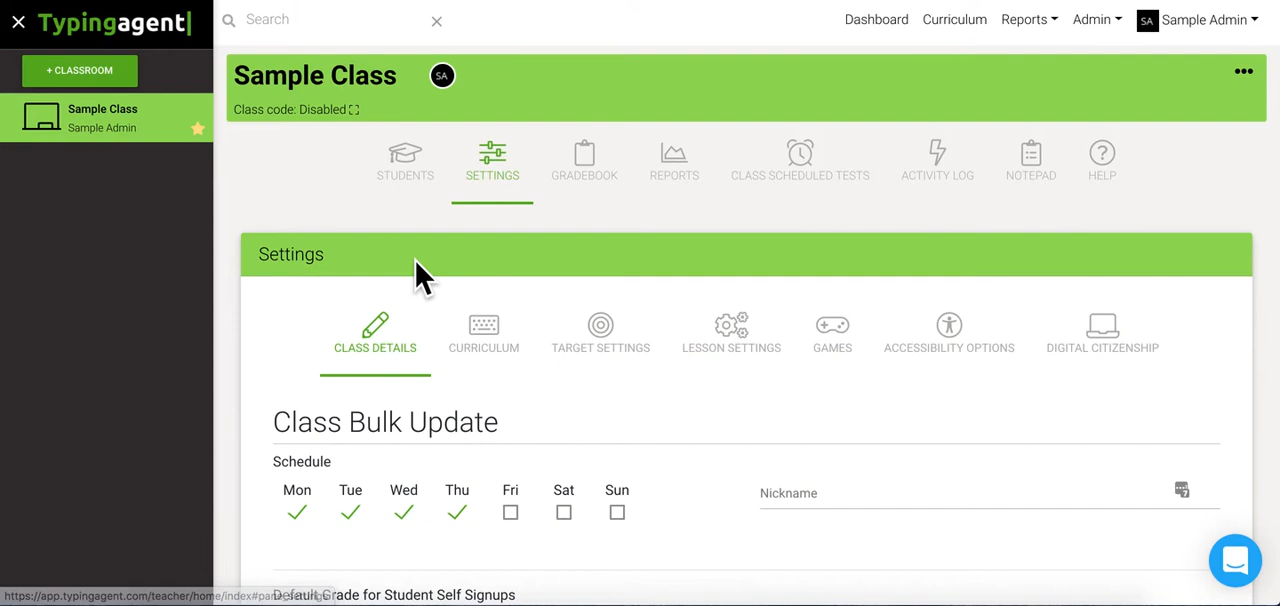 Typingagent|
Search
Dashboard Curriculum Reports Admin SA Sample Admin
+ CLASSROOM
Sample Class
Sample Admin
Sample Class SA
Class code: Disabled
STUDENTS SETTINGS GRADEBOOK REPORTS CLASS SCHEDULED TESTS ACTIVITY LOG NOTEPAD HELP
Settings
CLASS DETAILS CURRICULUM TARGET SETTINGS LESSON SETTINGS GAMES ACCESSIBILITY OPTIONS DIGITAL CITIZENSHIP
Class Bulk Update
Schedule
Mon Tue Wed Thu Fri Sat Sun
Nickname
Default Grade for Student Self Signups
https://app.typingagent.com/teacher/home/index#pane_settings